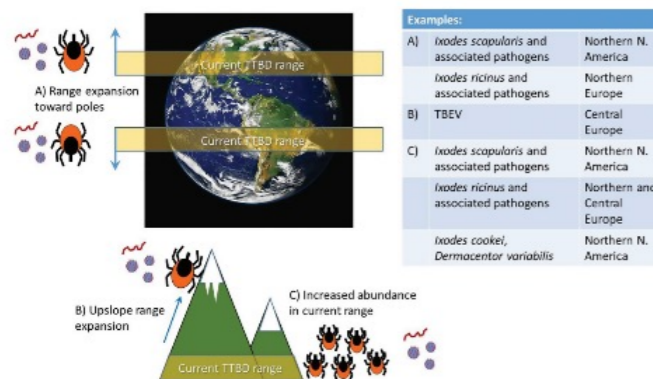 Current TTBD range
A) Range expansion
toward poles
Current TTBD range
B) Upslope range
expansion
C) Increased abundance
in current range
Current TTBD range
Examples:
A) Ixodes scapularis and Northern N.
associated pathogens America
Ixodes ricinus and Northern
associated pathogens Europe
B) TBEV Central
Europe
C) Ixodes scapularis and Northern N.
associated pathogens America
Ixodes ricinus and Northern and
associated pathogens Central
Europe
Ixodes cookei, Northern N.
Dermacentor variabilis America